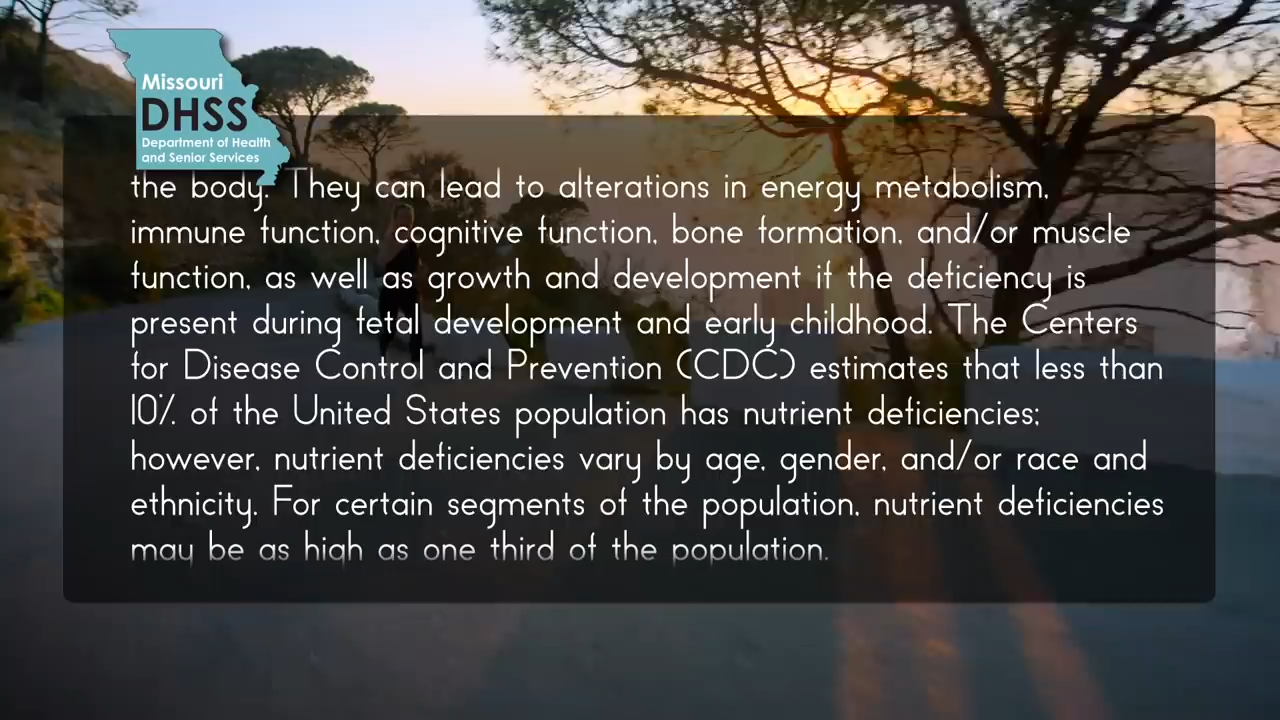 Missouri
DHSS
Department of Health
and Senior Services
the body. They can lead to alterations in energy metabolism,
immune function, cognitive function, bone formation, and/or muscle
function, as well as growth and development if the deficiency is
present during fetal development and early childhood. The Centers
for Disease Control and Prevention (CDC) estimates that less than
10% of the United States population has nutrient deficiencies;
however, nutrient deficiencies vary by age, gender, and/or race and
ethnicity. For certain segments of the population, nutrient deficiencies
may be as high as one third of the population.